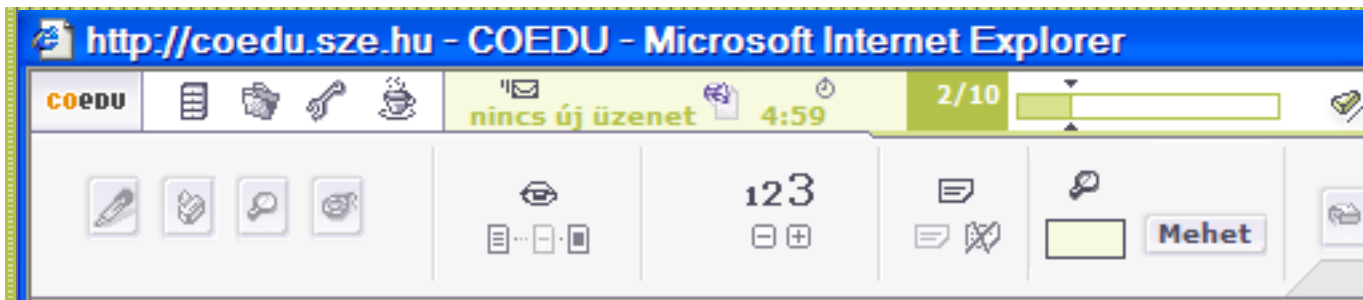 http://coedu.sze.hu - COEDU - Microsoft Internet Explorer
COEDU
nincs új üzenet 4:59
2/10
123
Mehet